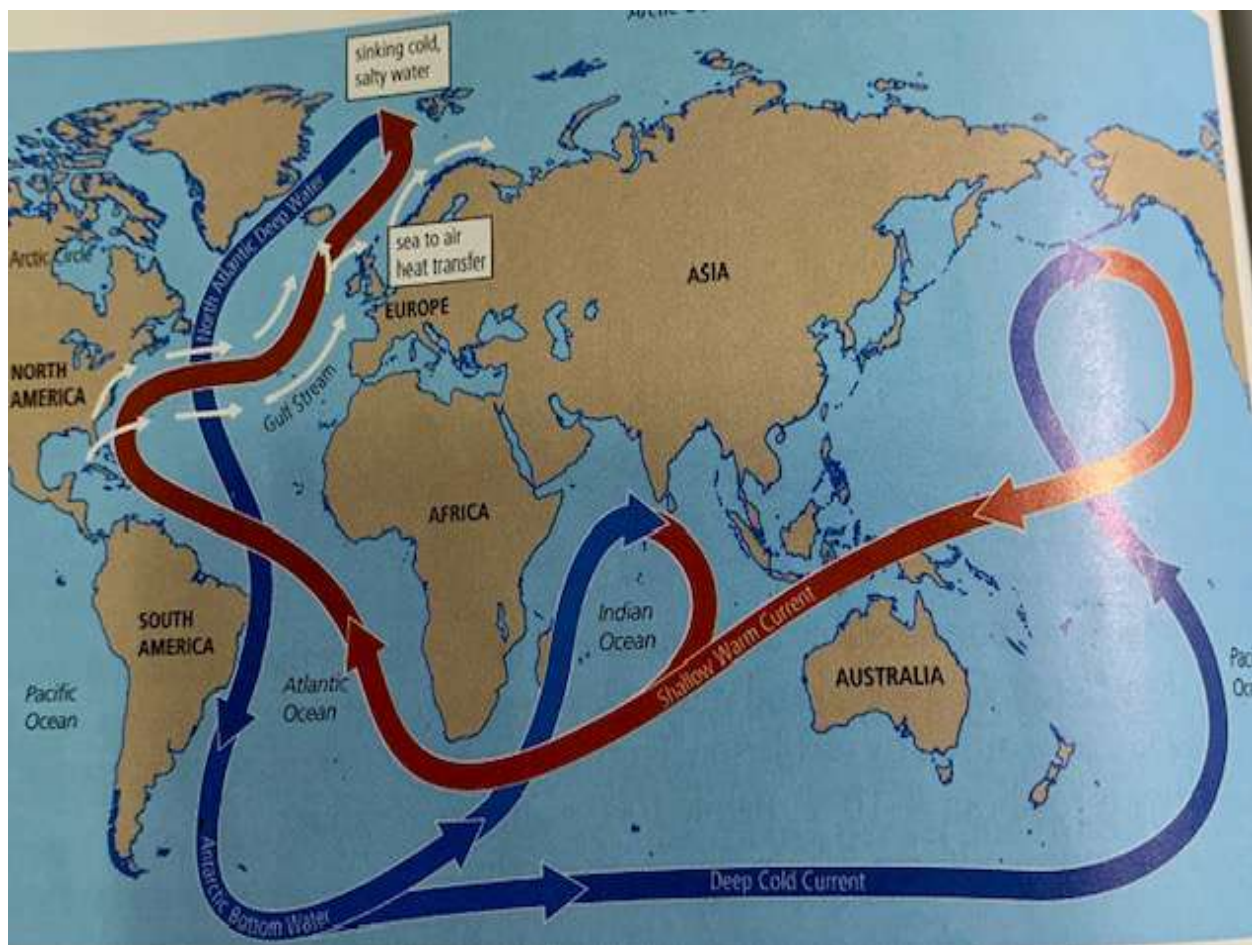 sinking cold,
salty water
North Atlantic Deep Water
Arctic Circle
sea to air
heat transfer
ASIA
EUROPE
NORTH
AMERICA
Gulf Stream
AFRICA
SOUTH
AMERICA
Indian
Ocean
Shallow Warm Current
AUSTRALIA
Atlantic
Ocean
Pacific
Ocean
Antarctic Bottom Water
Deep Cold Current